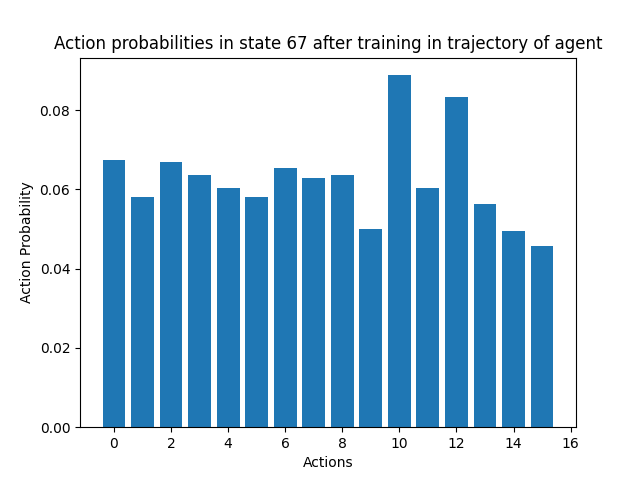 Action probabilities in state 67 after training in trajectory of agent
0.08
0.06
0.04
0.02
0.00
Action Probability
0 2 4 6 8 10 12 14 16
Actions